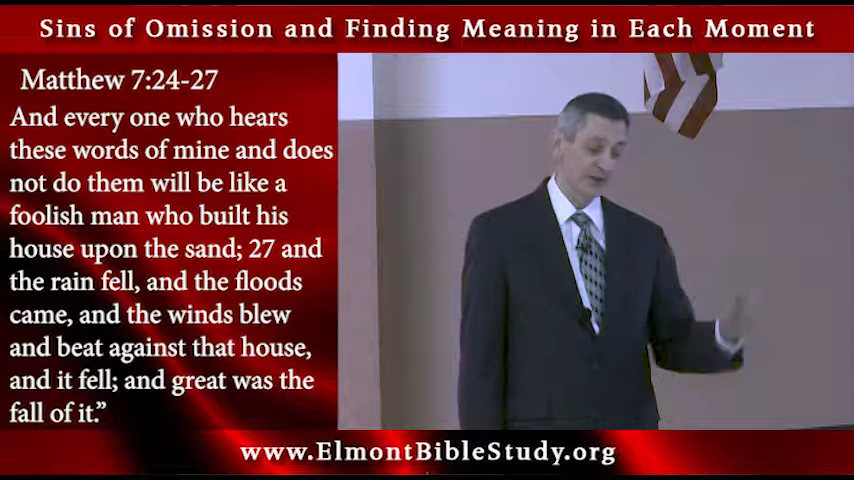 Sins of Omission and Finding Meaning in Each Moment
Matthew 7:24-27
And every one who hears
these words of mine and does
not do them will be like a
foolish man who built his
house upon the sand; 27 and
the rain fell, and the floods
came, and the winds blew
and beat against that house,
and it fell; and great was the
fall of it.”
www.ElmontBibleStudy.org